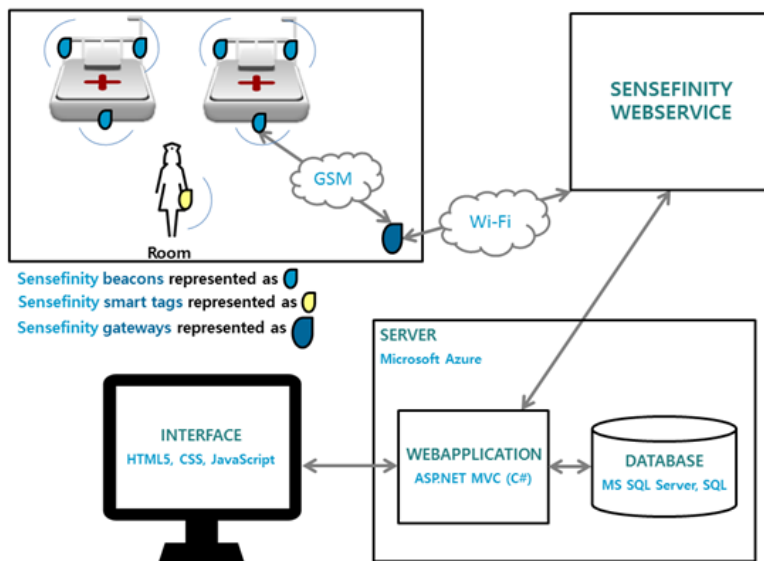 SENSEFINITY
WEBSERVICE
GSM
Wi-Fi
Room
Sensefinity beacons represented as
Sensefinity smart tags represented as
Sensefinity gateways represented as
SERVER
Microsoft Azure
INTERFACE
HTML5, CSS, JavaScript
WEBAPPLICATION
ASP.NET MVC (C#)
DATABASE
MS SQL Server, SQL